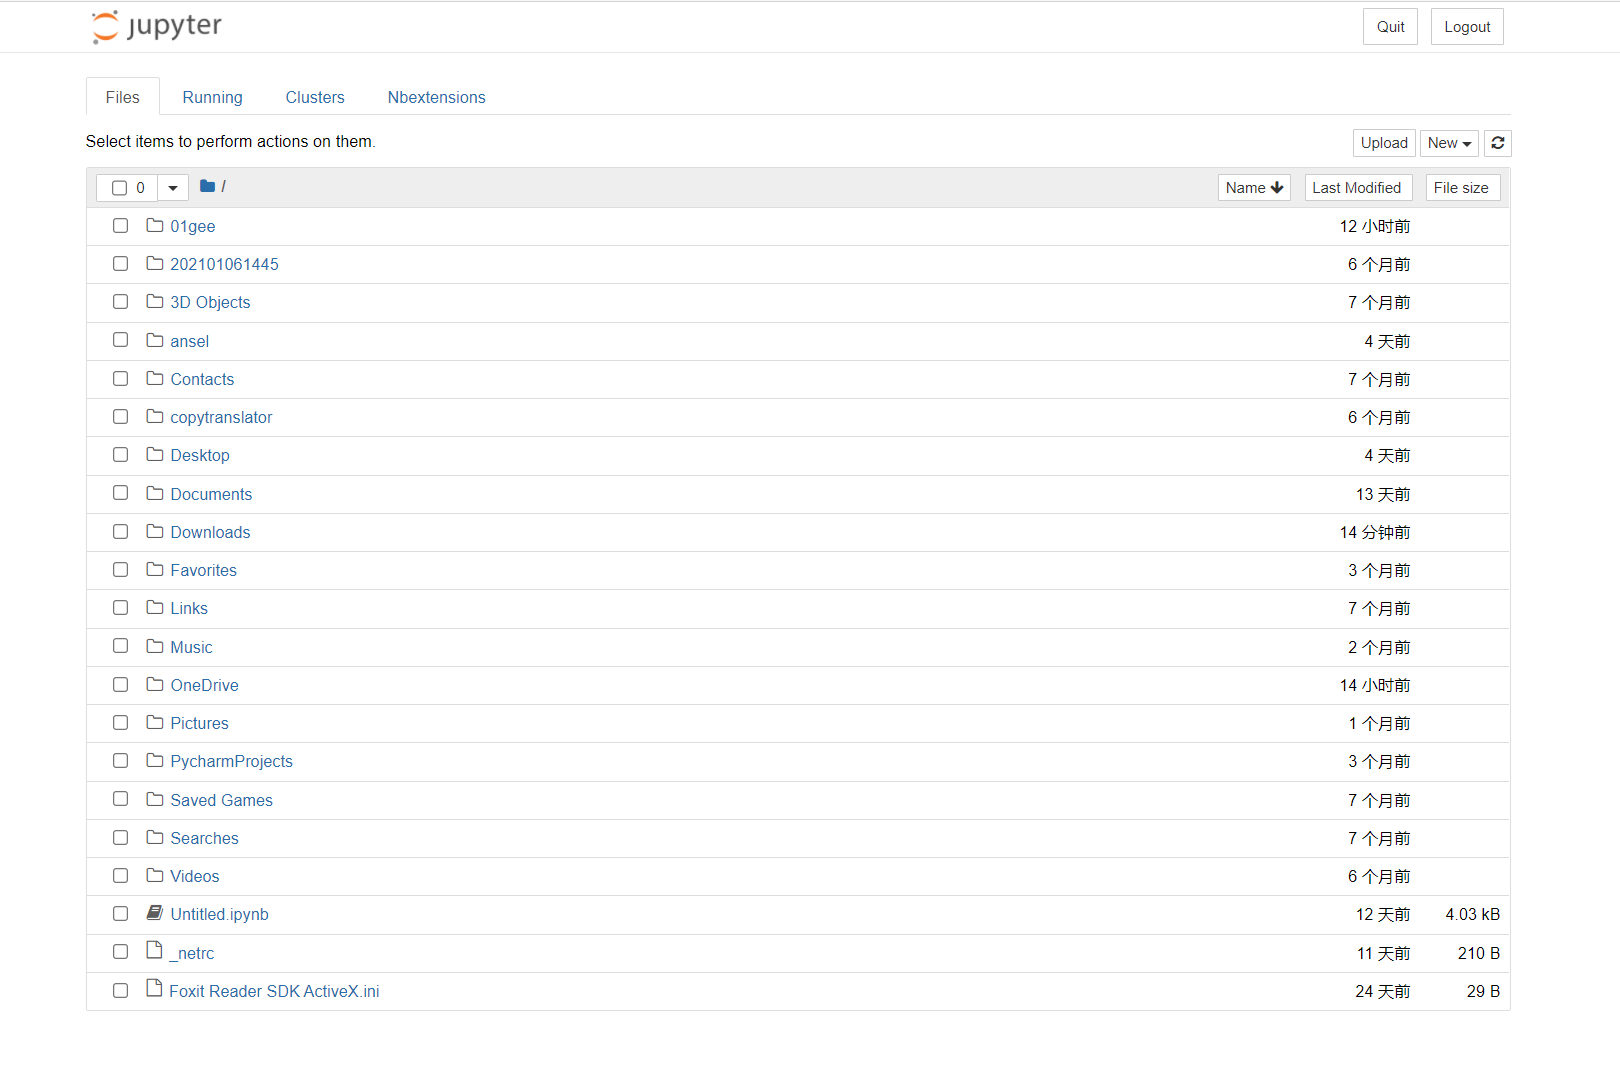 jupyter Quit Logout
Files Running Clusters Nbextensions
Select items to perform actions on them. Upload New
0 / Name Last Modified File size
01gee 12 小时前
202101061445 6 个月前
3D Objects 7 个月前
ansel 4 天前
Contacts 7 个月前
copytranslator 6 个月前
Desktop 4 天前
Documents 13 天前
Downloads 14 分钟前
Favorites 3 个月前
Links 7 个月前
Music 2 个月前
OneDrive 14 小时前
Pictures 1 个月前
PycharmProjects 3 个月前
Saved Games 7 个月前
Searches 7 个月前
Videos 6 个月前
Untitled.ipynb 12 天前 4.03 kB
_netrc 11 天前 210 B
Foxit Reader SDK ActiveX.ini 24 天前 29 B